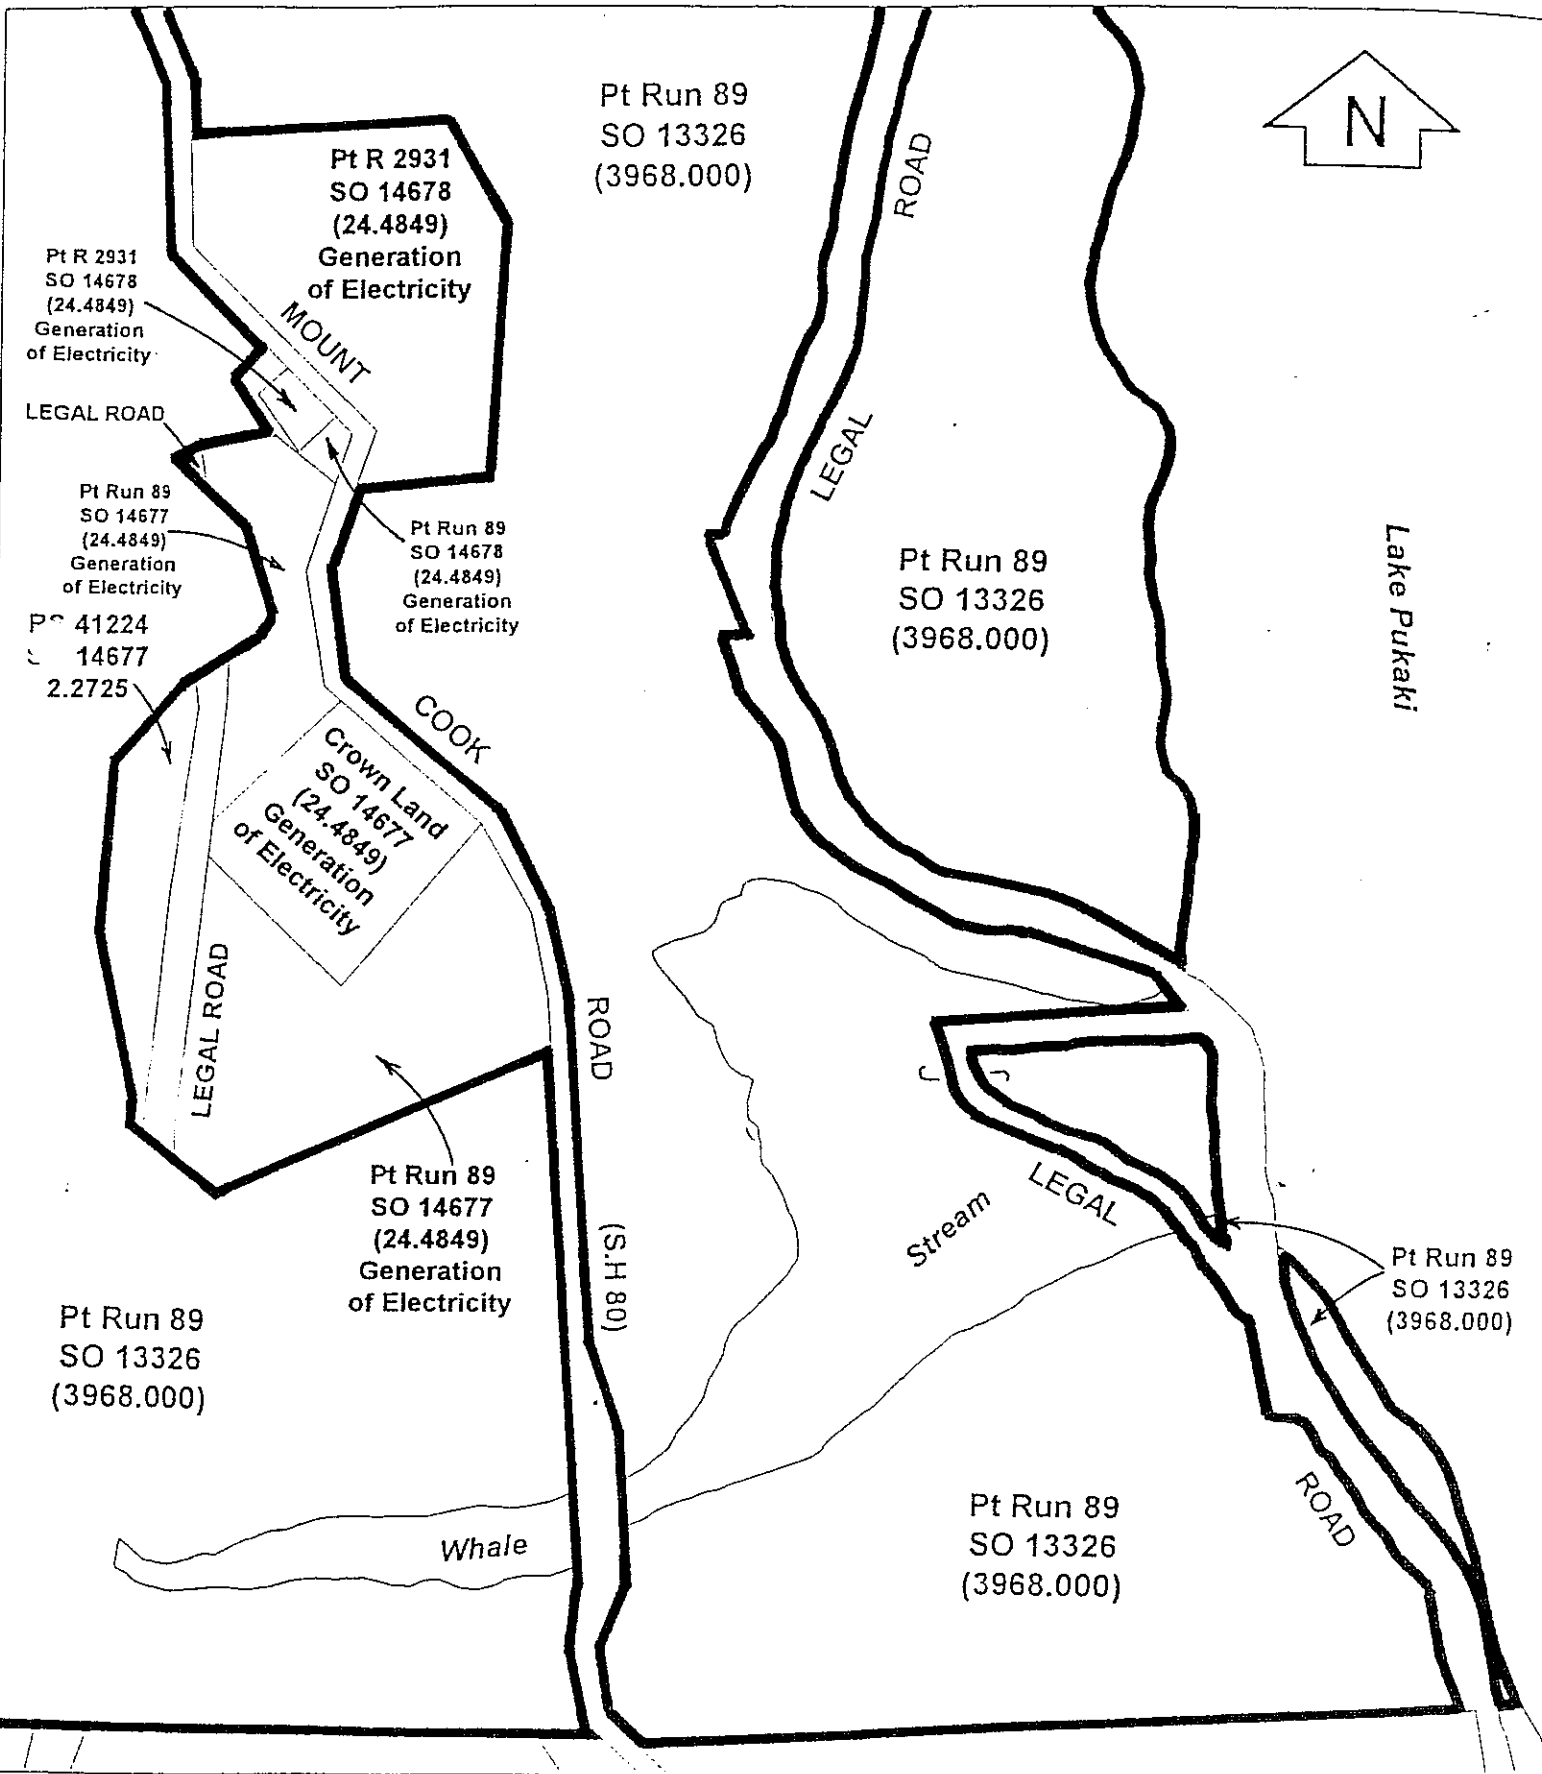 Pt Run 89
SO 13326
(3968.000)
N
Pt R 2931
SO 14678
(24.4849)
Generation
of Electricity
ROAD
Pt R 2931
SO 14678
(24.4849)
Generation
of Electricity
MOUNT
LEGAL ROAD
LEGAL
Pt Run 89
SO 14677
(24.4849)
Generation
of Electricity
Pt Run 89
SO 14678
(24.4849)
Generation
of Electricity
Pt Run 89
SO 13326
(3968.000)
Lake Pukaki
41224
14677
2.2725
COOK
Crown Land
SO 14677
(24.4849)
Generation
of Electricity
LEGAL ROAD
ROAD
Pt Run 89
SO 14677
(24.4849)
Generation
of Electricity
(S.H 80)
Stream
LEGAL
Pt Run 89
SO 13326
(3968.000)
Pt Run 89
SO 13326
(3968.000)
Whale
Pt Run 89
SO 13326
(3968.000)
ROAD